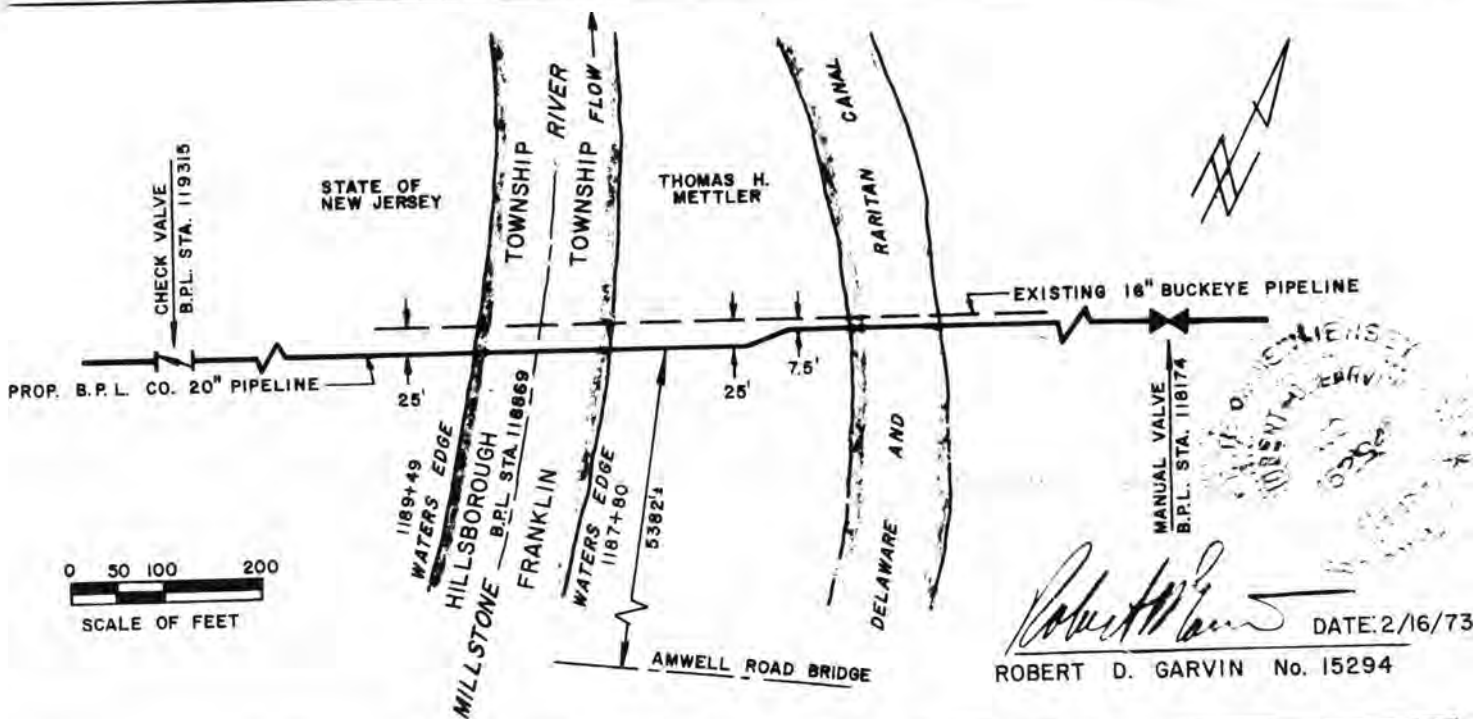 CHECK VALVE
B.P.L. STA. 119315
STATE OF
NEW JERSEY
TOWNSHIP
RIVER
TOWNSHIP
FLOW
THOMAS H.
METTLER
CANAL
RARITAN
EXISTING 16" BUCKEYE PIPELINE
PROP. B.P.L. CO. 20" PIPELINE
25'
25'
7.5'
1189+49
WATERS EDGE
HILLSBOROUGH
MILLSTONE
B.P.L. STA. 118869
FRANKLIN
WATERS EDGE
1187+80
5382'±
DELAWARE AND
MANUAL VALVE
B.P.L. STA. 118174
0 50 100 200
SCALE OF FEET
AMWELL ROAD BRIDGE
DATE: 2/16/73
ROBERT D. GARVIN No. 15294